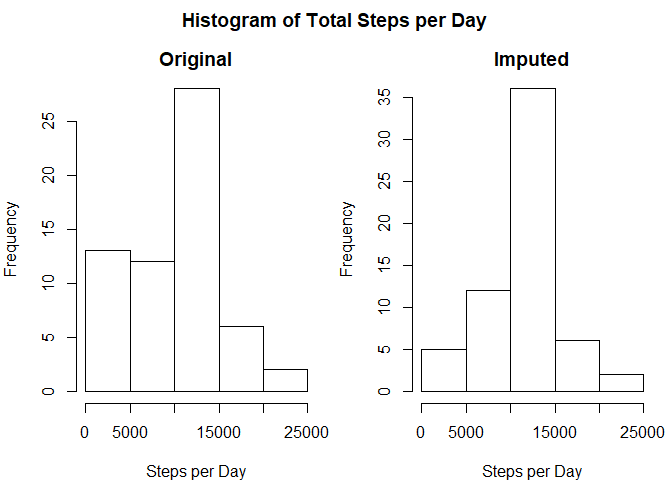 Histogram of Total Steps per Day
Original
Frequency
0
5
10
15
20
25
0 5000 15000 25000
Steps per Day
Imputed
Frequency
0
5
10
15
20
25
30
35
0 5000 15000 25000
Steps per Day